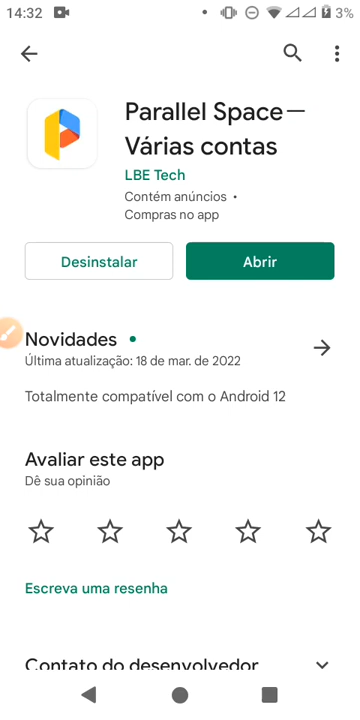 14:32
3%
Parallel Space—
Várias contas
LBE Tech
Contém anúncios •
Compras no app
Desinstalar
Abrir
Novidades •
Última atualização: 18 de mar. de 2022
Totalmente compatível com o Android 12
Avaliar este app
Dê sua opinião
Escreva uma resenha
Contato do desenvolvedor